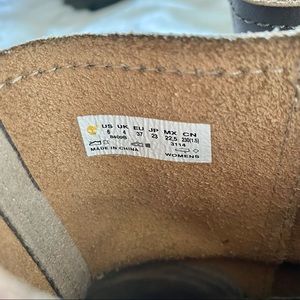 US UK EU JP MX CN
6 4 37 23 22.5 230(1.5)
3114
MADE IN CHINA WOMENS